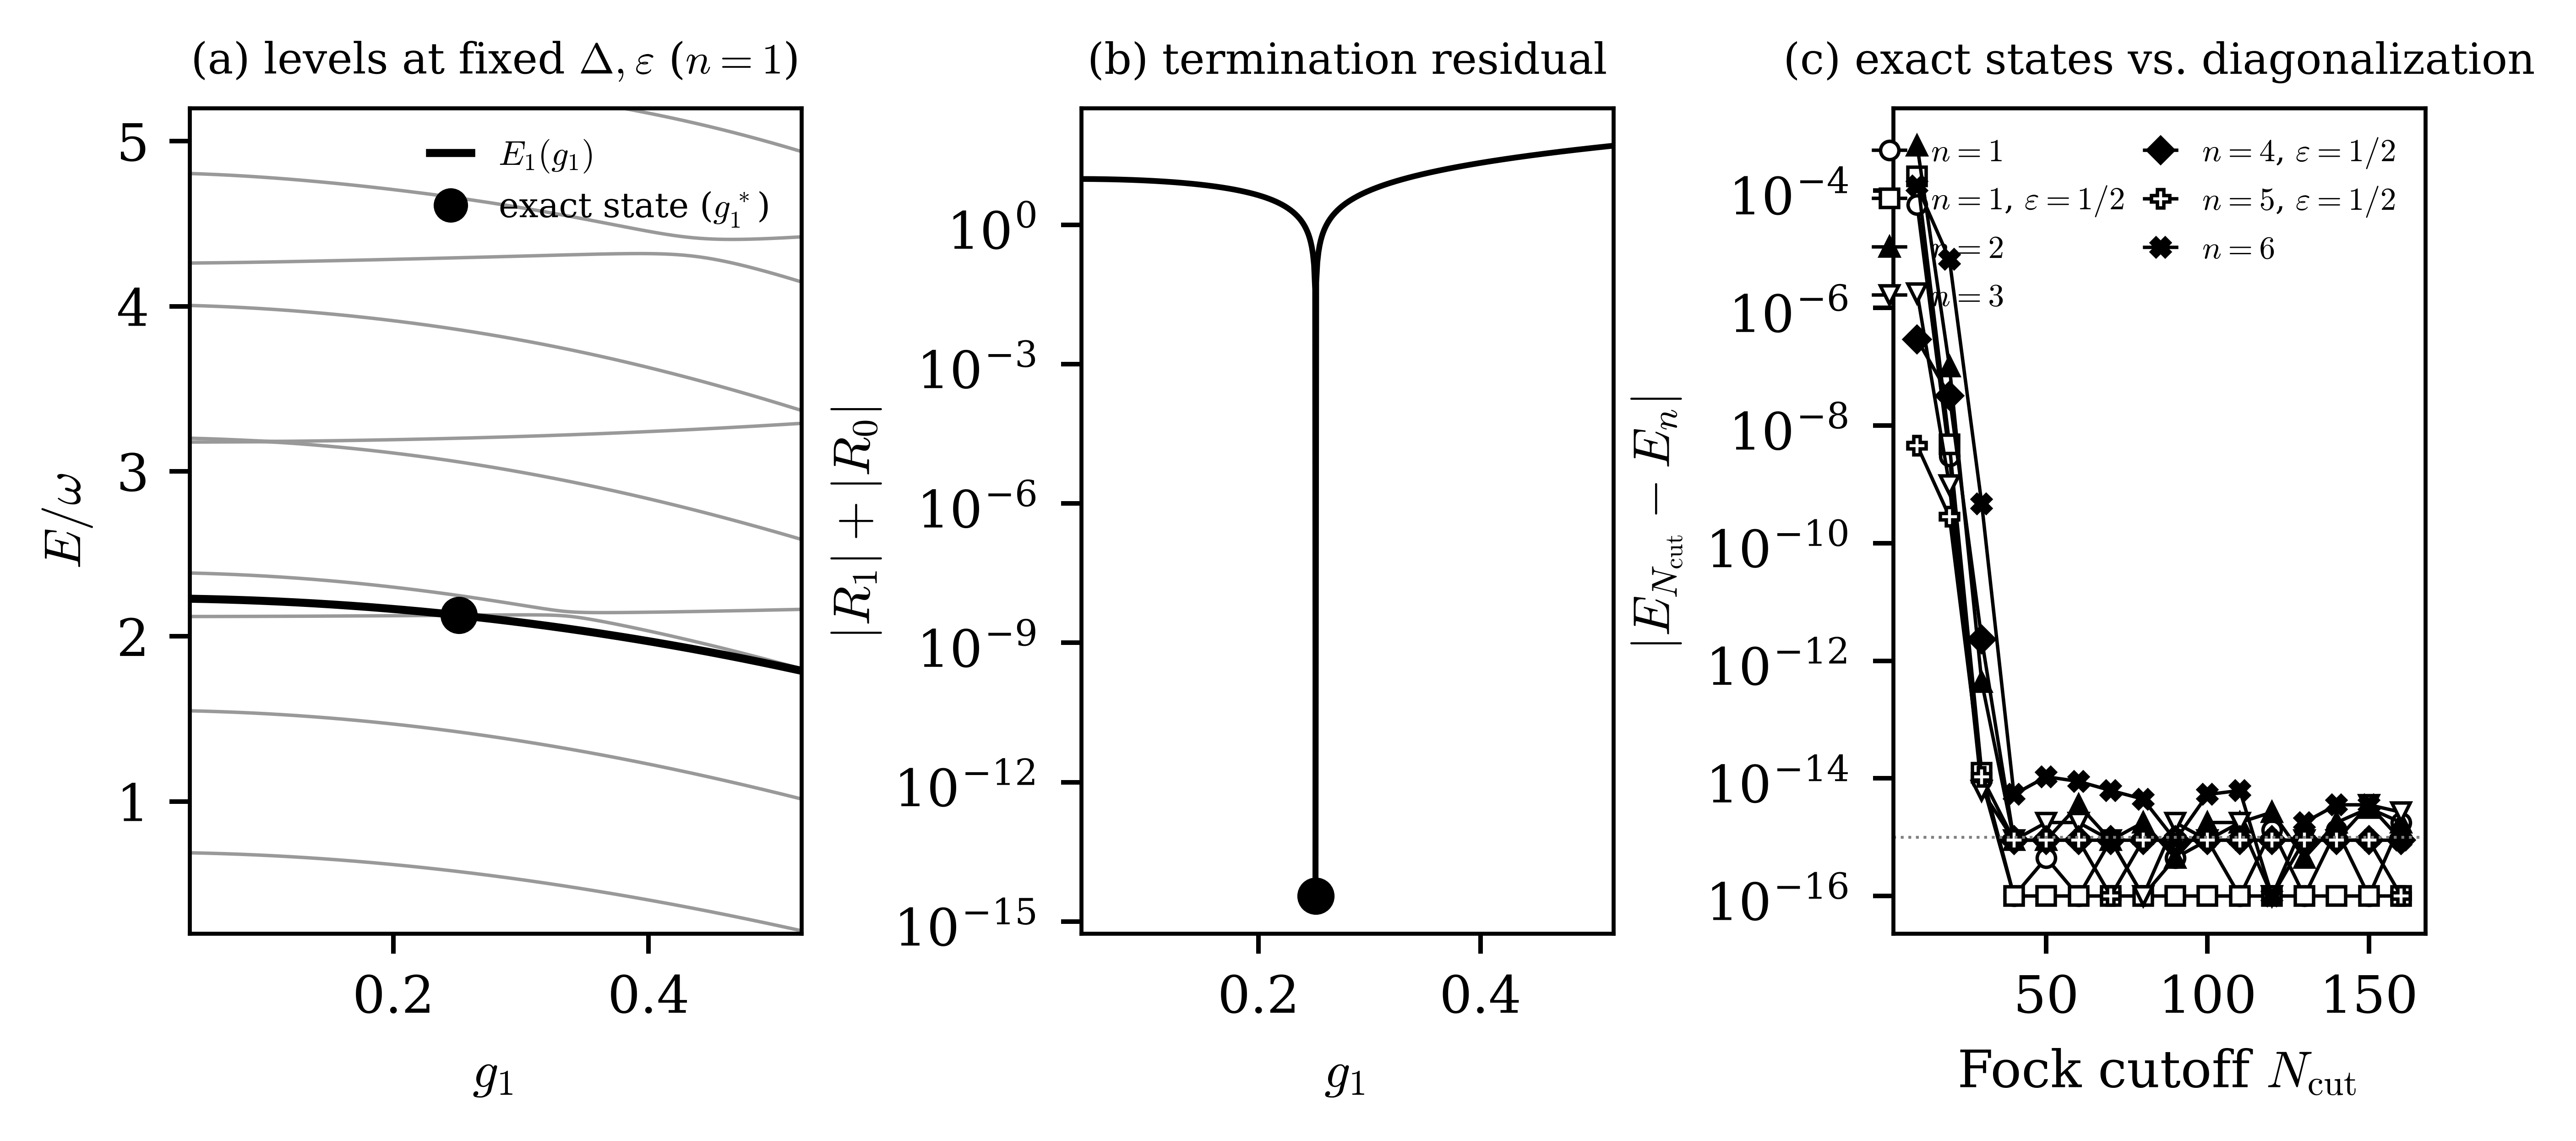 (a) levels at fixed Δ, ε (n = 1)
E₁(g₁)
exact state (g₁*)
5
4
3
2
1
E/ω
0.2 0.4
g₁
(b) termination residual
|R₁| + |R₀|
10⁰
10⁻³
10⁻⁶
10⁻⁹
10⁻¹²
10⁻¹⁵
0.2 0.4
g₁
(c) exact states vs. diagonalization
|E_{N_cut} − E_n|
n = 1
n = 1, ε = 1/2
n = 2
n = 3
n = 4, ε = 1/2
n = 5, ε = 1/2
n = 6
10⁻⁴
10⁻⁶
10⁻⁸
10⁻¹⁰
10⁻¹²
10⁻¹⁴
10⁻¹⁶
50 100 150
Fock cutoff N_cut